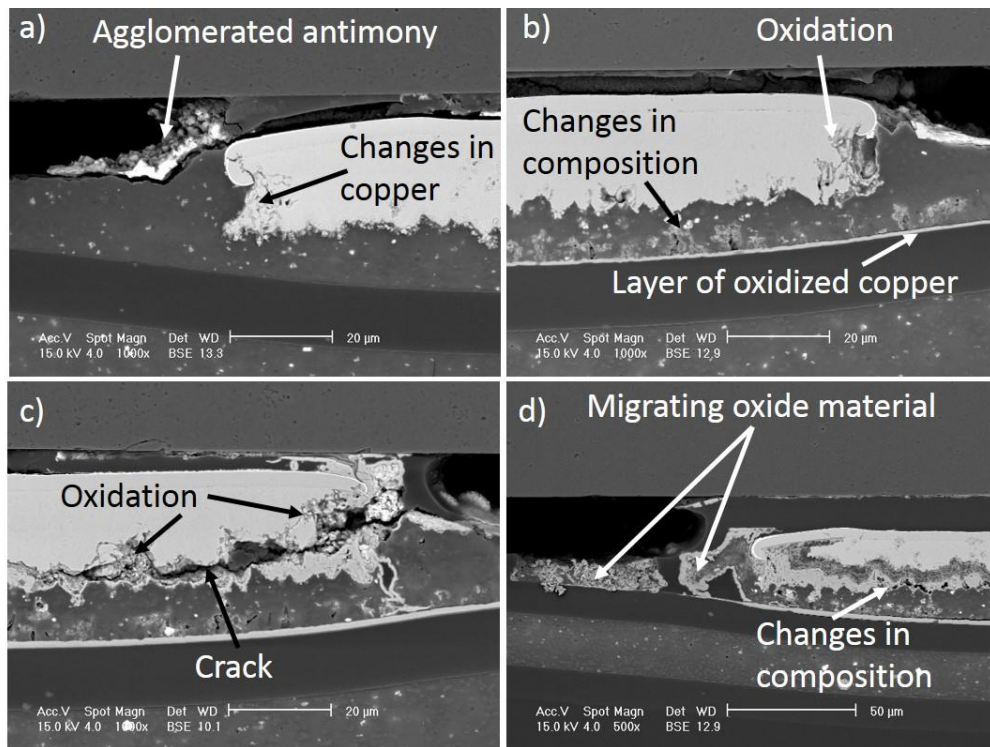 a)
Agglomerated antimony
Changes in
copper
Acc.V Spot Magn Det WD
15.0 kV 4.0 1000x BSE 13.3
20 µm
b)
Oxidation
Changes in
composition
Layer of oxidized copper
Acc.V Spot Magn Det WD
15.0 kV 4.0 1000x BSE 12.9
20 µm
c)
Oxidation
Crack
Acc.V Spot Magn Det WD
15.0 kV 4.0 1000x BSE 10.1
20 µm
d)
Migrating oxide material
Changes in
composition
Acc.V Spot Magn Det WD
15.0 kV 4.0 500x BSE 12.9
50 µm